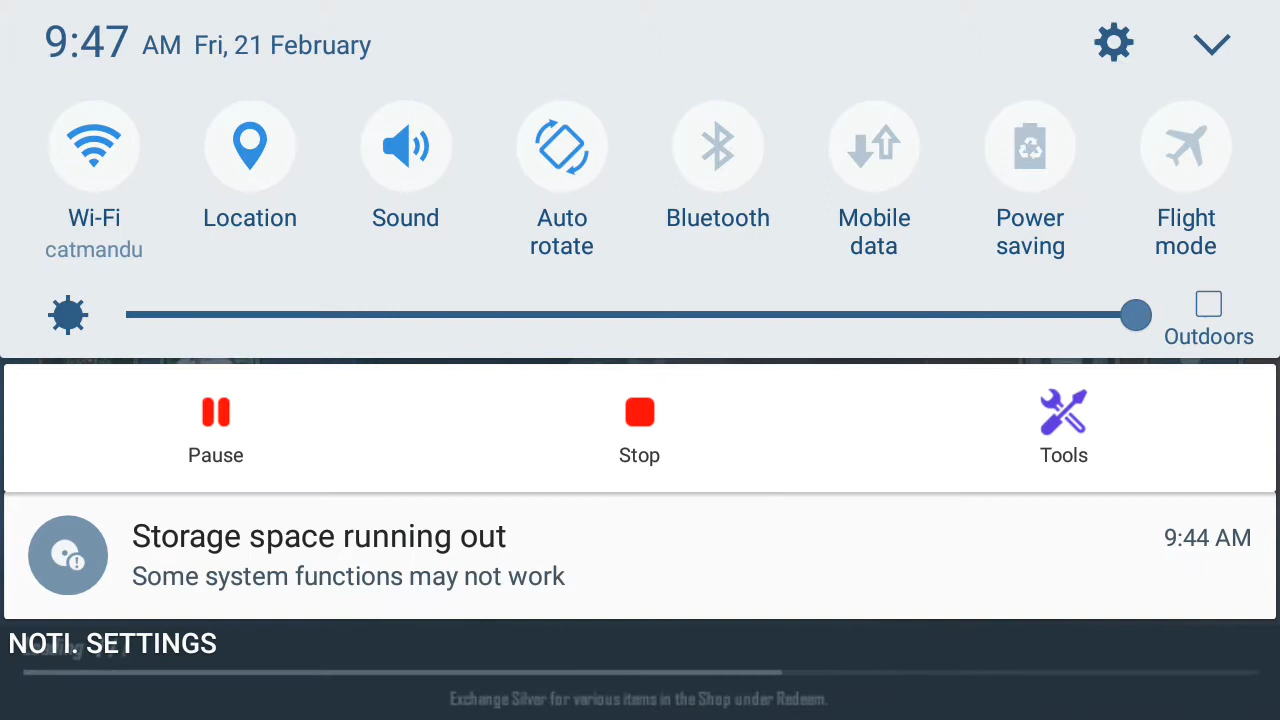 9:47 AM Fri, 21 February
Wi-Fi
catmandu
Location
Sound
Auto
rotate
Bluetooth
Mobile
data
Power
saving
Flight
mode
Outdoors
Pause
Stop
Tools
Storage space running out
9:44 AM
Some system functions may not work
NOTI. SETTINGS
Exchange Silver for various items in the Shop under Redeem.